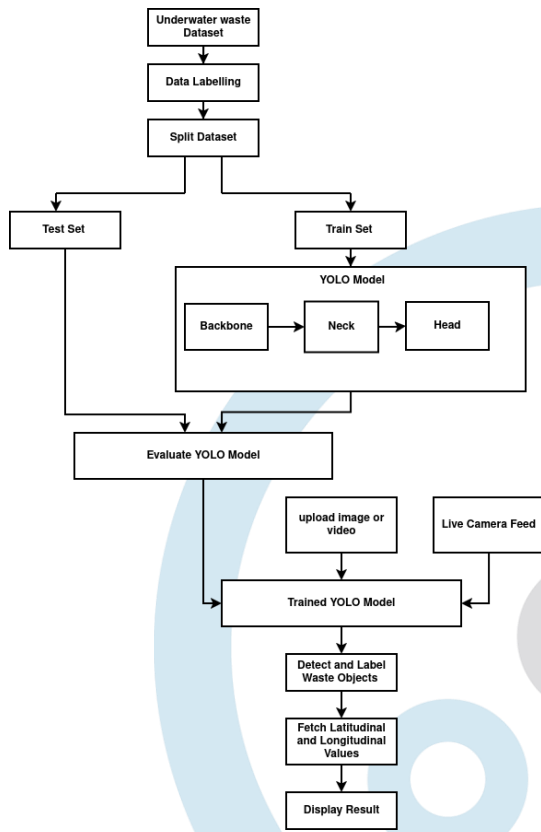 Underwater waste
Dataset
Data Labelling
Split Dataset
Test Set
Train Set
YOLO Model
Backbone
Neck
Head
Evaluate YOLO Model
upload image or
video
Live Camera Feed
Trained YOLO Model
Detect and Label
Waste Objects
Fetch Latitudinal
and Longitudinal
Values
Display Result